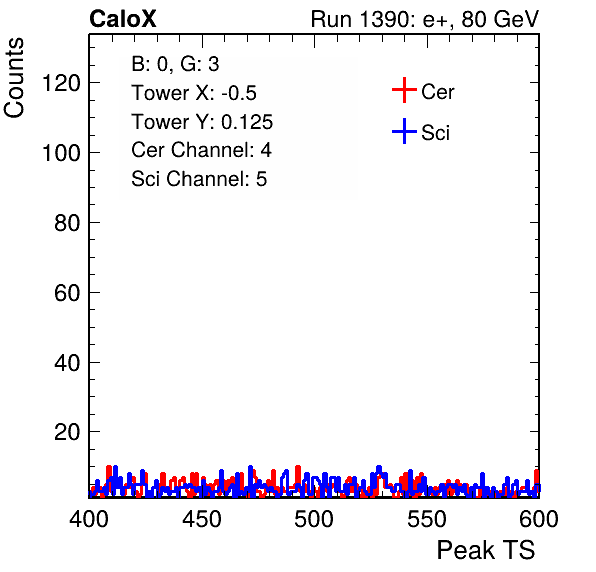 CaloX Run 1390: e+, 80 GeV
Counts
B: 0, G: 3
Tower X: -0.5
Tower Y: 0.125
Cer Channel: 4
Sci Channel: 5
Cer
Sci
120
100
80
60
40
20
400 450 500 550 600
Peak TS